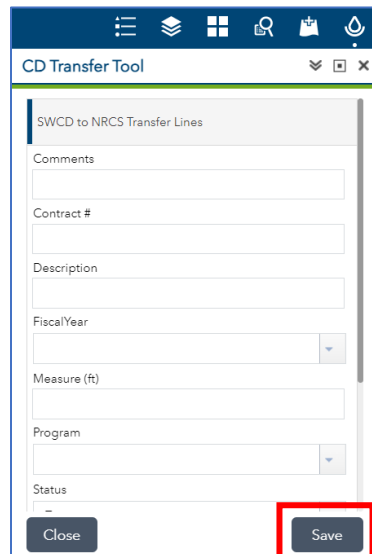 CD Transfer Tool
SWCD to NRCS Transfer Lines
Comments
Contract #
Description
FiscalYear
Measure (ft)
Program
Status
Close Save